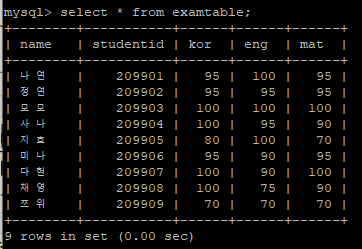 mysql> select * from examtable;
+--------+-----------+------+------+------+
| name   | studentid | kor  | eng  | mat  |
+--------+-----------+------+------+------+
| 나연   |    209901 |   95 |  100 |   95 |
| 정연   |    209902 |   95 |   95 |   95 |
| 모모   |    209903 |  100 |  100 |  100 |
| 사나   |    209904 |  100 |   95 |   90 |
| 지효   |    209905 |   80 |  100 |   70 |
| 미나   |    209906 |   95 |   90 |   95 |
| 다현   |    209907 |  100 |   90 |  100 |
| 채영   |    209908 |  100 |   75 |   90 |
| 쯔위   |    209909 |   70 |   70 |   70 |
+--------+-----------+------+------+------+
9 rows in set (0.00 sec)